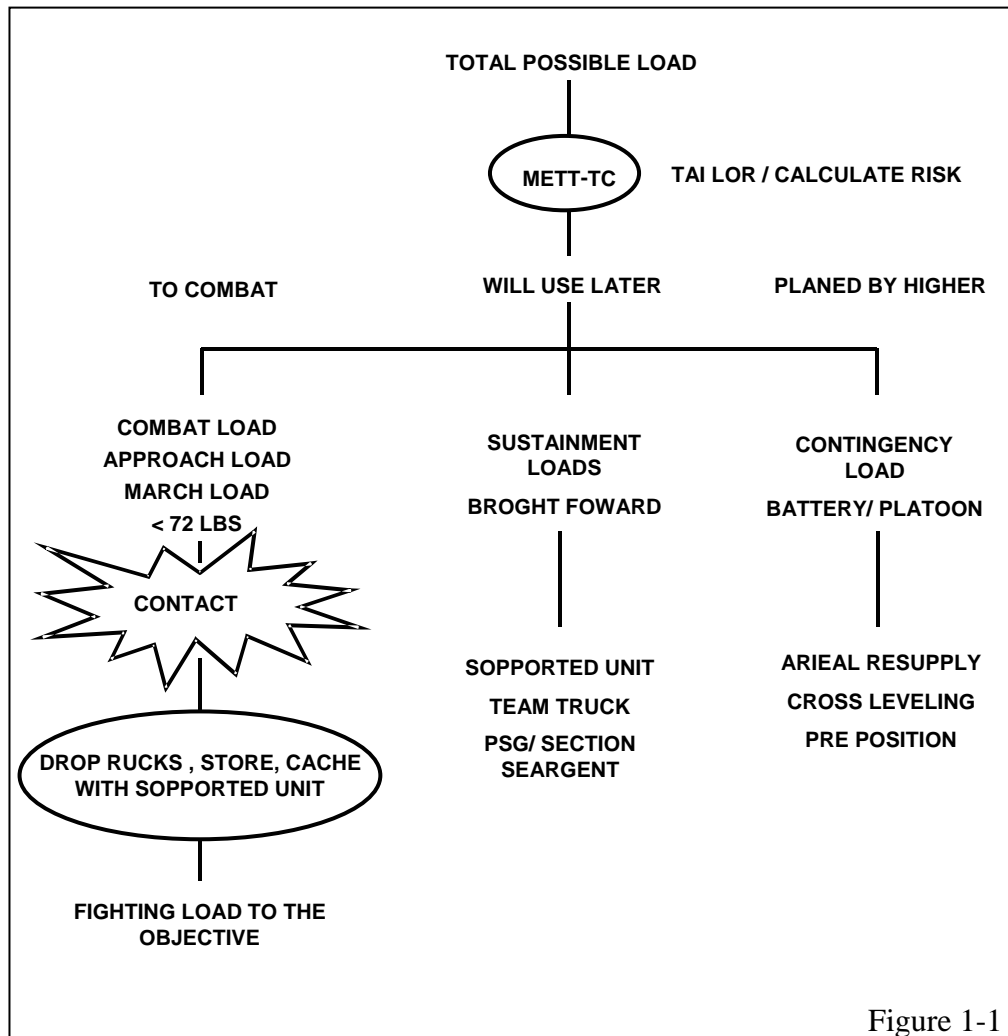 TOTAL POSSIBLE LOAD
METT-TC
TAI LOR / CALCULATE RISK
TO COMBAT
WILL USE LATER
PLANED BY HIGHER
COMBAT LOAD
APPROACH LOAD
MARCH LOAD
< 72 LBS
CONTACT
DROP RUCKS , STORE, CACHE
WITH SOPPORTED UNIT
FIGHTING LOAD TO THE
OBJECTIVE
SUSTAINMENT
LOADS
BROGHT FOWARD
SOPPORTED UNIT
TEAM TRUCK
PSG/ SECTION
SEARGENT
CONTINGENCY
LOAD
BATTERY/ PLATOON
ARIEAL RESUPPLY
CROSS LEVELING
PRE POSITION
Figure 1-1